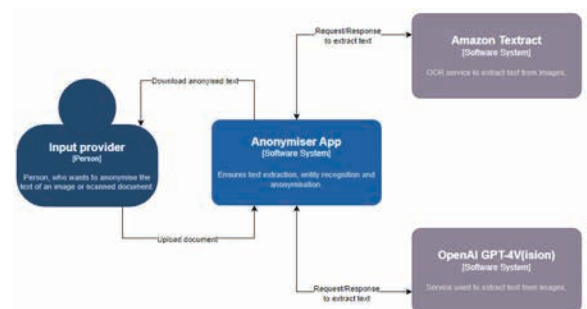 Request/Response
to extract text
Amazon Textract
[Software System]
OCR service to extract text from images.
Download anonymised text
Input provider
[Person]
Person, who wants to anonymise the
text of an image or scanned document.
Anonymiser App
[Software System]
Ensures text extraction, entity recognition and
anonymisation.
Upload document
Request/Response
to extract text
OpenAI GPT-4V(ision)
[Software System]
Service used to extract text from images.